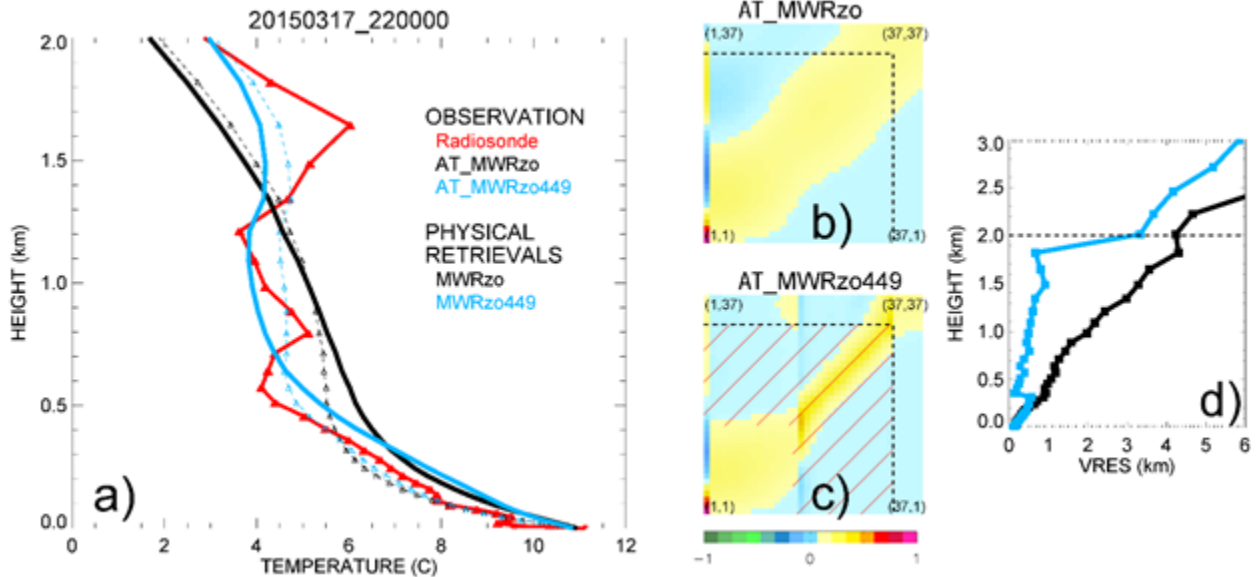 20150317_220000
2.0
1.5
1.0
0.5
0.0
HEIGHT (km)
0
2
4
6
8
10
12
TEMPERATURE (C)
OBSERVATION
Radiosonde
AT_MWRzo
AT_MWRzo449
PHYSICAL
RETRIEVALS
MWRzo
MWRzo449
a)
AT_MWRzo
(1,37)
(37,37)
b)
(1,1)
(37,1)
AT_MWRzo449
(1,37)
(37,37)
c)
(1,1)
(37,1)
−1
0
1
3.0
2.5
2.0
1.5
1.0
0.5
0.0
HEIGHT (km)
d)
0
1
2
3
4
5
6
VRES (km)